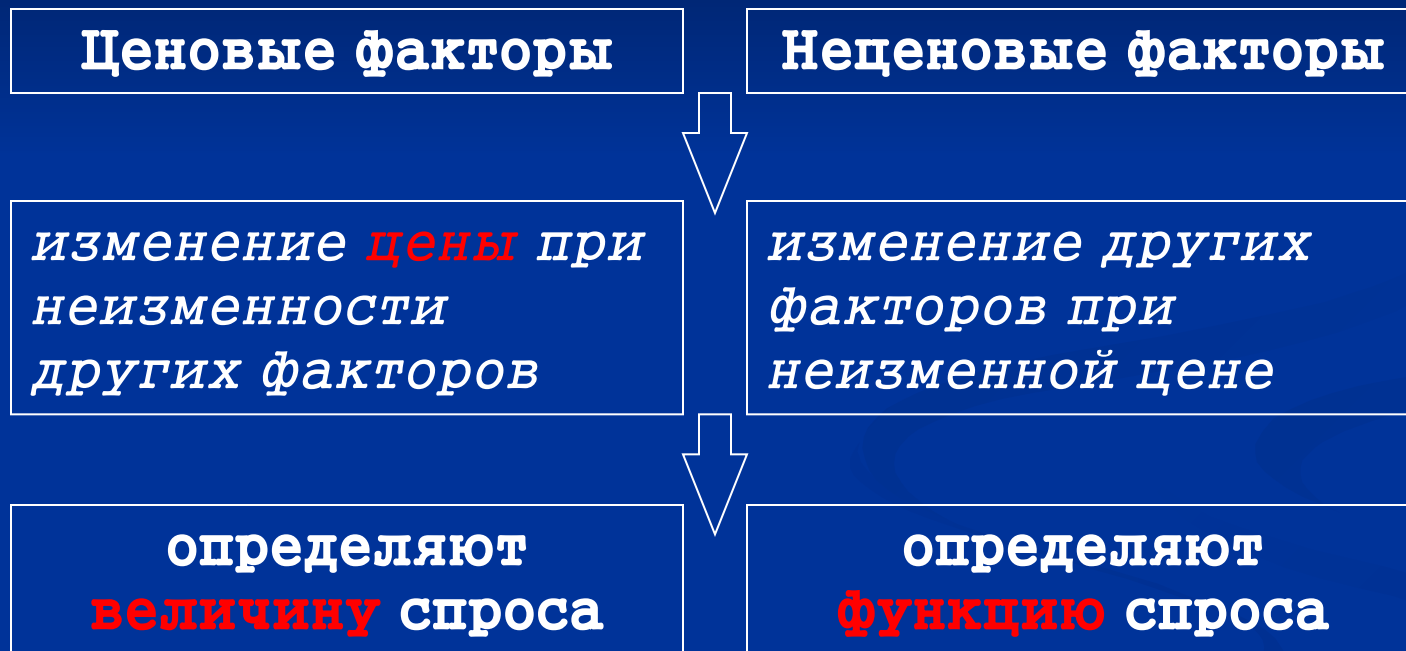 Ценовые факторы
Неценовые факторы
изменение цены при
неизменности
других факторов
изменение других
факторов при
неизменной цене
определяют
величину спроса
определяют
функцию спроса